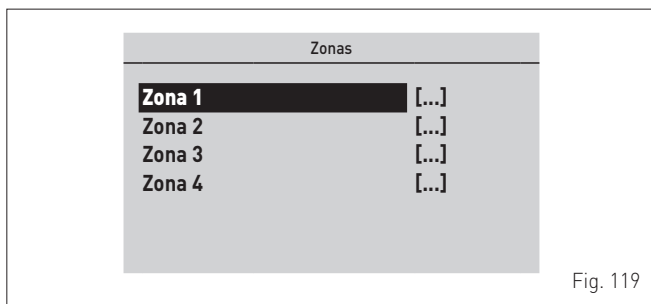 Zonas
Zona 1 [...]
Zona 2 [...]
Zona 3 [...]
Zona 4 [...]
Fig. 119